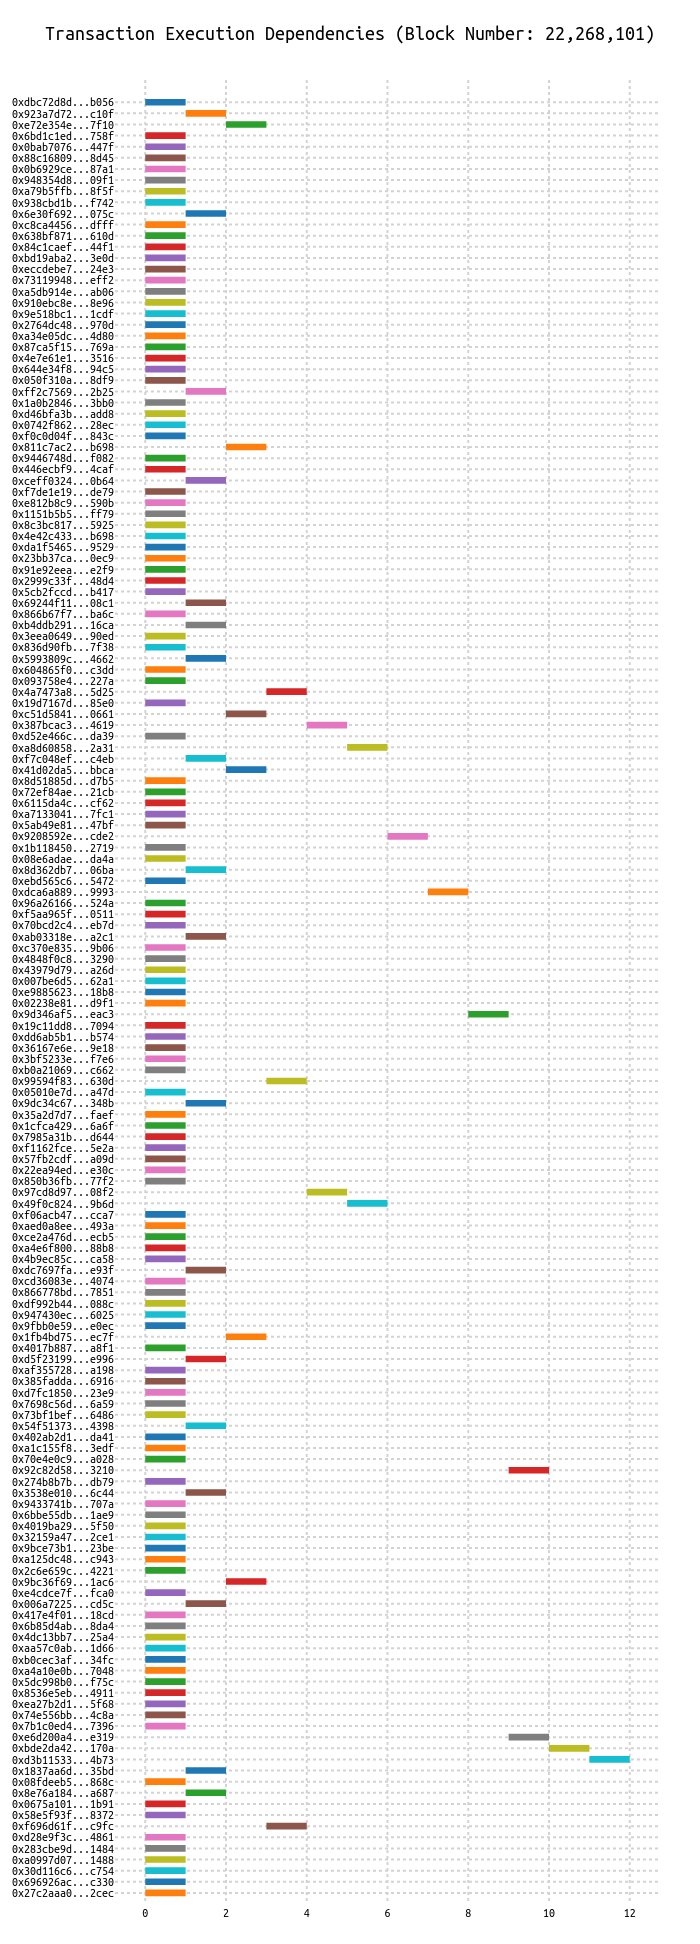 Transaction Execution Dependencies (Block Number: 22,268,101)
0xdbc72d8d...b056
0x923a7d72...c10f
0xe72e354e...7f10
0x6bd1c1ed...758f
0x0bab7076...447f
0x88c16809...8d45
0x0b6929ce...87a1
0x948354d8...09f1
0xa79b5ffb...8f5f
0x938cbd1b...f742
0x6e30f692...075c
0xc8ca4456...dfff
0x638bf871...610d
0x84c1caef...44f1
0xbd19aba2...3e0d
0xeccdebe7...24e3
0x73119948...eff2
0xa5db914e...ab06
0x910ebc8e...8e96
0x9e518bc1...1cdf
0x2764dc48...970d
0xa34e05dc...4d80
0x87ca5f15...769a
0x4e7e61e1...3516
0x644e34f8...94c5
0x050f310a...8df9
0xff2c7569...2b25
0x1a0b2846...3bb0
0xd46bfa3b...add8
0x0742f862...28ec
0xf0c0d04f...843c
0x811c7ac2...b698
0x9446748d...f082
0x446ecbf9...4caf
0xceff0324...0b64
0xf7de1e19...de79
0xe812b8c9...590b
0x1151b5b5...ff79
0x8c3bc817...5925
0x4e42c433...b698
0xda1f5465...9529
0x23bb37ca...0ec9
0x91e92eea...e2f9
0x2999c33f...48d4
0x5cb2fccd...b417
0x69244f11...08c1
0x866b67f7...ba6c
0xb4ddb291...16ca
0x3eea0649...90ed
0x836d90fb...7f38
0x5993809c...4662
0x604865f0...c3dd
0x093758e4...227a
0x4a7473a8...5d25
0x19d7167d...85e0
0xc51d5841...0661
0x387bcac3...4619
0xd52e466c...da39
0xa8d60858...2a31
0xf7c048ef...c4eb
0x41d02da5...bbca
0x8d51885d...d7b5
0x72ef84ae...21cb
0x6115da4c...cf62
0xa7133041...7fc1
0x5ab49e81...47bf
0x9208592e...cde2
0x1b118450...2719
0x08e6adae...da4a
0x8d362db7...06ba
0xebd565c6...5472
0xdca6a889...9993
0x96a26166...524a
0xf5aa965f...0511
0x70bcd2c4...eb7d
0xab03318e...a2c1
0xc370e835...9b06
0x4848f0c8...3290
0x43979d79...a26d
0x007be6d5...62a1
0xe9885623...18b8
0x02238e81...d9f1
0x9d346af5...eac3
0x19c11dd8...7094
0xdd6ab5b1...b574
0x36167e6e...9e18
0x3bf5233e...f7e6
0xb0a21069...c662
0x99594f83...630d
0x05010e7d...a47d
0x9dc34c67...348b
0x35a2d7d7...faef
0x1cfca429...6a6f
0x7985a31b...d644
0xf1162fce...5e2a
0x57fb2cdf...a09d
0x22ea94ed...e30c
0x850b36fb...77f2
0x97cd8d97...08f2
0x49f0c824...9b6d
0xf06acb47...cca7
0xaed0a8ee...493a
0xce2a476d...ecb5
0xa4e6f800...88b8
0x4b9ec85c...ca58
0xdc7697fa...e93f
0xcd36083e...4074
0x866778bd...7851
0xdf992b44...088c
0x947430ec...6025
0x9fbb0e59...e0ec
0x1fb4bd75...ec7f
0x4017b887...a8f1
0xd5f23199...e996
0xaf355728...a198
0x385fadda...6916
0xd7fc1850...23e9
0x7698c56d...6a59
0x73bf1bef...6486
0x54f51373...4398
0x402ab2d1...da41
0xa1c155f8...3edf
0x70e4e0c9...a028
0x92c82d58...3210
0x274b8b7b...db79
0x3538e010...6c44
0x9433741b...707a
0x6bbe55db...1ae9
0x4019ba29...5f50
0x32159a47...2ce1
0x9bce73b1...23be
0xa125dc48...c943
0x2c6e659c...4221
0x9bc36f69...1ac6
0xe4cdce7f...fca0
0x006a7225...cd5c
0x417e4f01...18cd
0x6b85d4ab...8da4
0x4dc13bb7...25a4
0xaa57c0ab...1d66
0xb0cec3af...34fc
0xa4a10e0b...7048
0x5dc998b0...f75c
0x8536e5eb...4911
0xea27b2d1...5f68
0x74e556bb...4c8a
0x7b1c0ed4...7396
0xe6d200a4...e319
0xbde2da42...170a
0xd3b11533...4b73
0x1837aa6d...35bd
0x08fdeeb5...868c
0x8e76a184...a687
0x0675a101...1b91
0x58e5f93f...8372
0xf696d61f...c9fc
0xd28e9f3c...4861
0x283cbe9d...1484
0xa0997d07...1488
0x30d116c6...c754
0x696926ac...c330
0x27c2aaa0...2cec
0 2 4 6 8 10 12